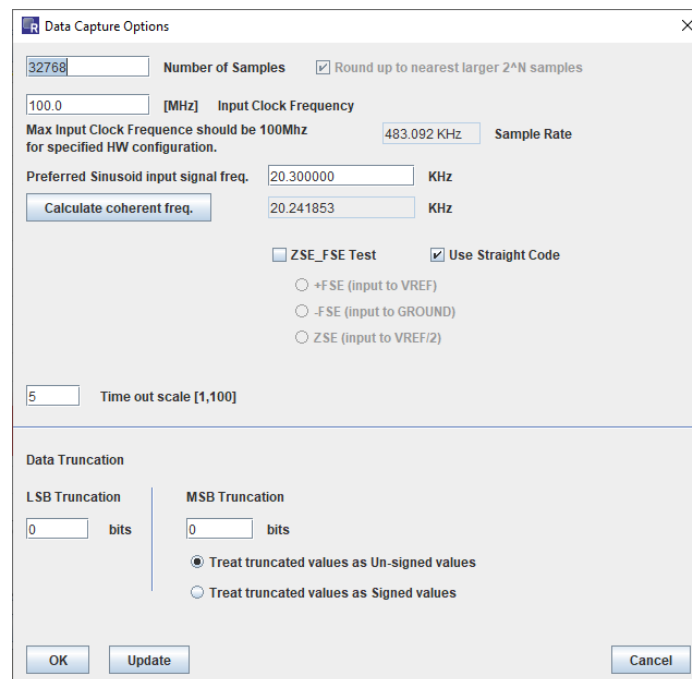 Data Capture Options
32768 Number of Samples Round up to nearest larger 2^N samples
100.0 [MHz] Input Clock Frequency
Max Input Clock Frequence should be 100Mhz
for specified HW configuration.
483.092 KHz Sample Rate
Preferred Sinusoid input signal freq. 20.300000 KHz
Calculate coherent freq. 20.241853 KHz
ZSE_FSE Test Use Straight Code
+FSE (input to VREF)
-FSE (input to GROUND)
ZSE (input to VREF/2)
5 Time out scale [1,100]
Data Truncation
LSB Truncation MSB Truncation
0 bits 0 bits
Treat truncated values as Un-signed values
Treat truncated values as Signed values
OK Update Cancel